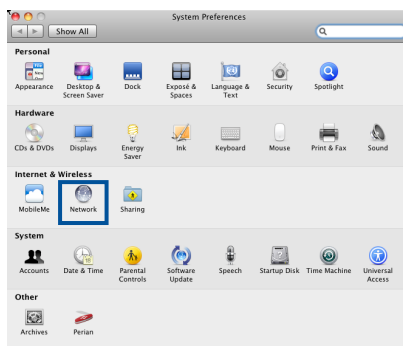 System Preferences
Show All
Personal
Appearance Desktop & Screen Saver Dock Exposé & Spaces Language & Text Security Spotlight
Hardware
CDs & DVDs Displays Energy Saver Ink Keyboard Mouse Print & Fax Sound
Internet & Wireless
MobileMe Network Sharing
System
Accounts Date & Time Parental Controls Software Update Speech Startup Disk Time Machine Universal Access
Other
Archives Perian